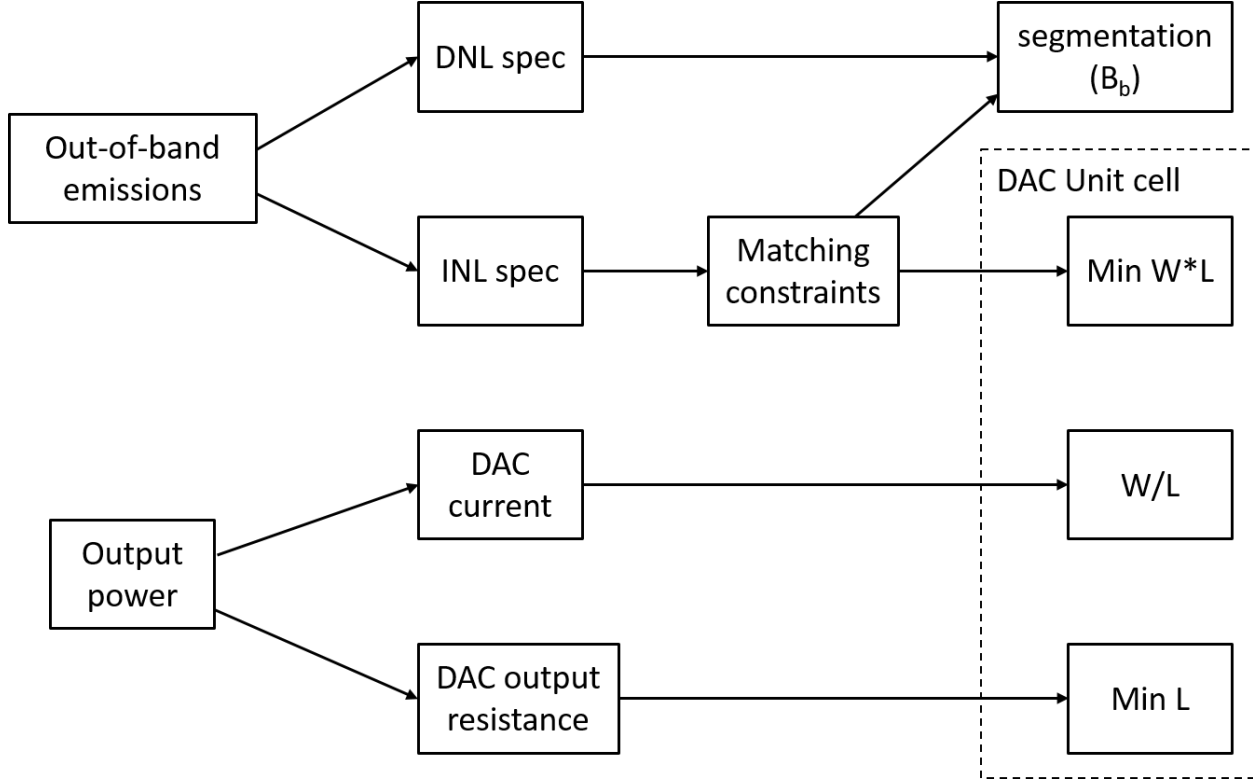 DNL spec
segmentation
(Bb)
Out-of-band
emissions
DAC Unit cell
INL spec
Matching
constraints
Min W*L
DAC
current
W/L
Output
power
DAC output
resistance
Min L